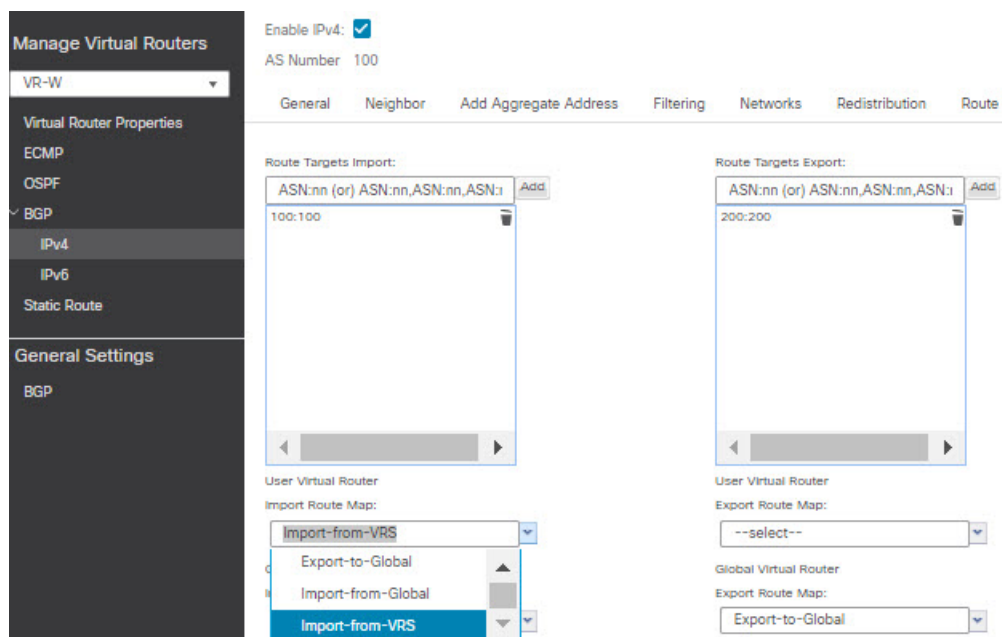 Manage Virtual Routers
VR-W
Virtual Router Properties
ECMP
OSPF
BGP
IPv4
IPv6
Static Route
General Settings
BGP
Enable IPv4:
AS Number 100
General Neighbor Add Aggregate Address Filtering Networks Redistribution Route
Route Targets Import: Route Targets Export:
ASN:nn (or) ASN:nn,ASN:nn,ASN:ı Add ASN:nn (or) ASN:nn,ASN:nn,ASN:ı Add
100:100 200:200
User Virtual Router User Virtual Router
Import Route Map: Export Route Map:
Import-from-VRS --select--
Export-to-Global Global Virtual Router
Import-from-Global Export Route Map:
Import-from-VRS Export-to-Global